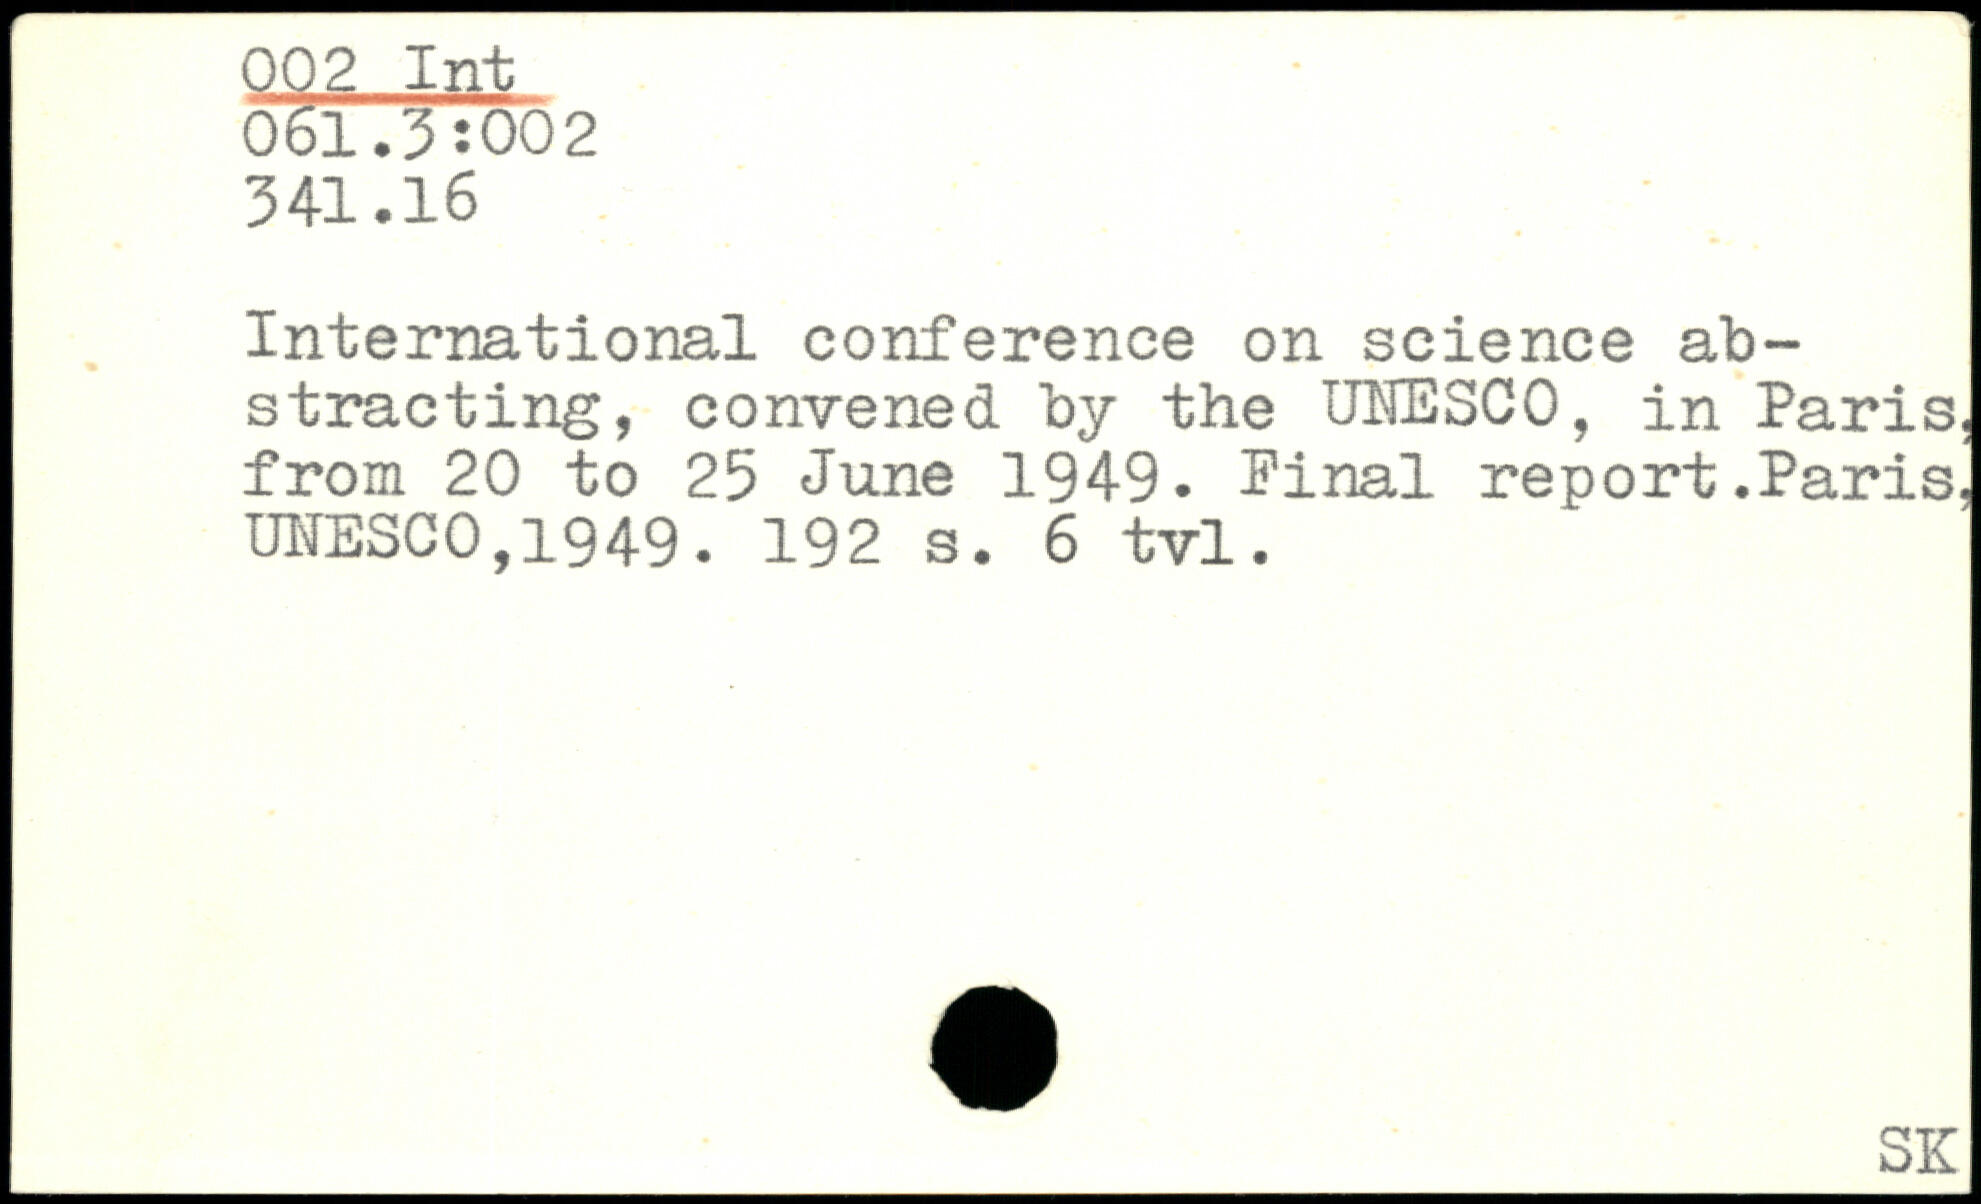 002 Int
061.3:002
341.16
International conference on science ab-
stracting, convened by the UNESCO, in Paris,
from 20 to 25 June 1949. Final report.Paris,
UNESCO,1949. 192 s. 6 tvl.
SK